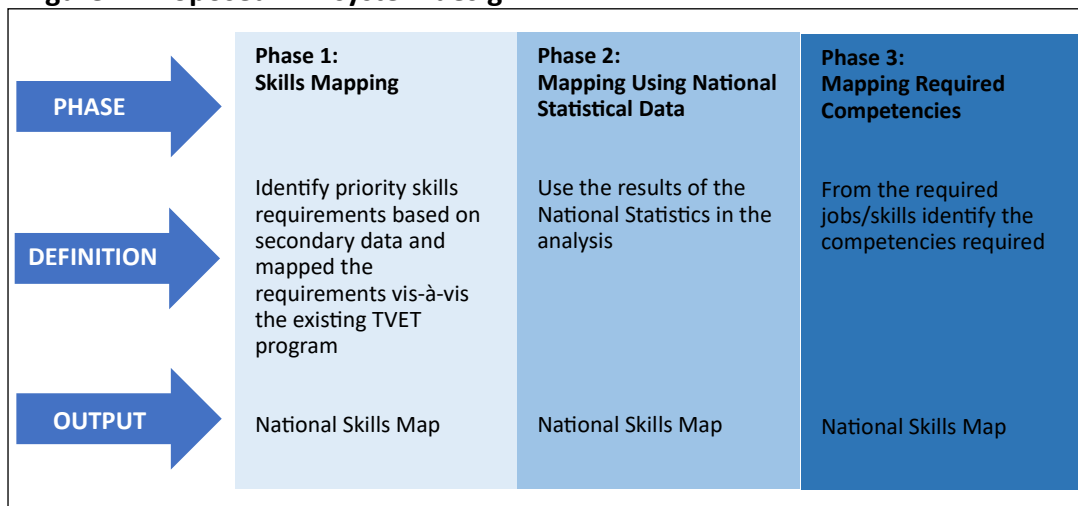 Phase 1:
Skills Mapping
Phase 2:
Mapping Using National
Statistical Data
Phase 3:
Mapping Required
Competencies
PHASE
Identify priority skills
requirements based on
secondary data and
mapped the
requirements vis-à-vis
the existing TVET
program
Use the results of the
National Statistics in the
analysis
From the required
jobs/skills identify the
competencies required
DEFINITION
OUTPUT
National Skills Map
National Skills Map
National Skills Map